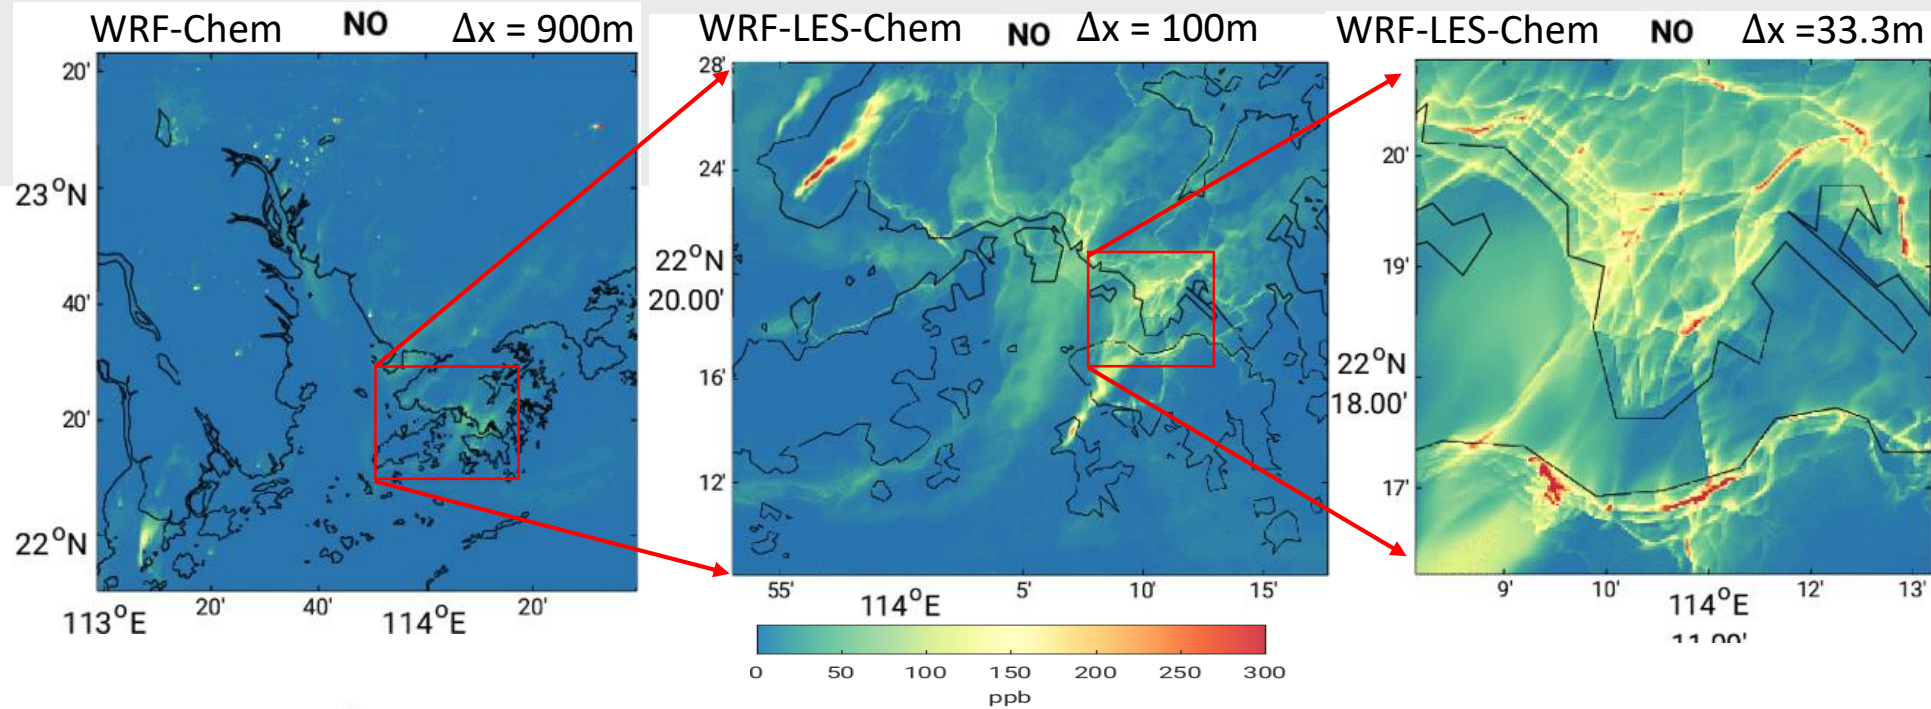 WRF-Chem NO Δx = 900m
20'
23°N
40'
20'
22°N
113°E 20' 40' 114°E 20'
WRF-LES-Chem NO Δx = 100m
28'
24'
22°N
20.00'
16'
12'
55' 114°E 5' 10' 15'
0 50 100 150 200 250 300
ppb
WRF-LES-Chem NO Δx =33.3m
20'
19'
22°N
18.00'
17'
9' 10' 114°E 12' 13'
11.00'